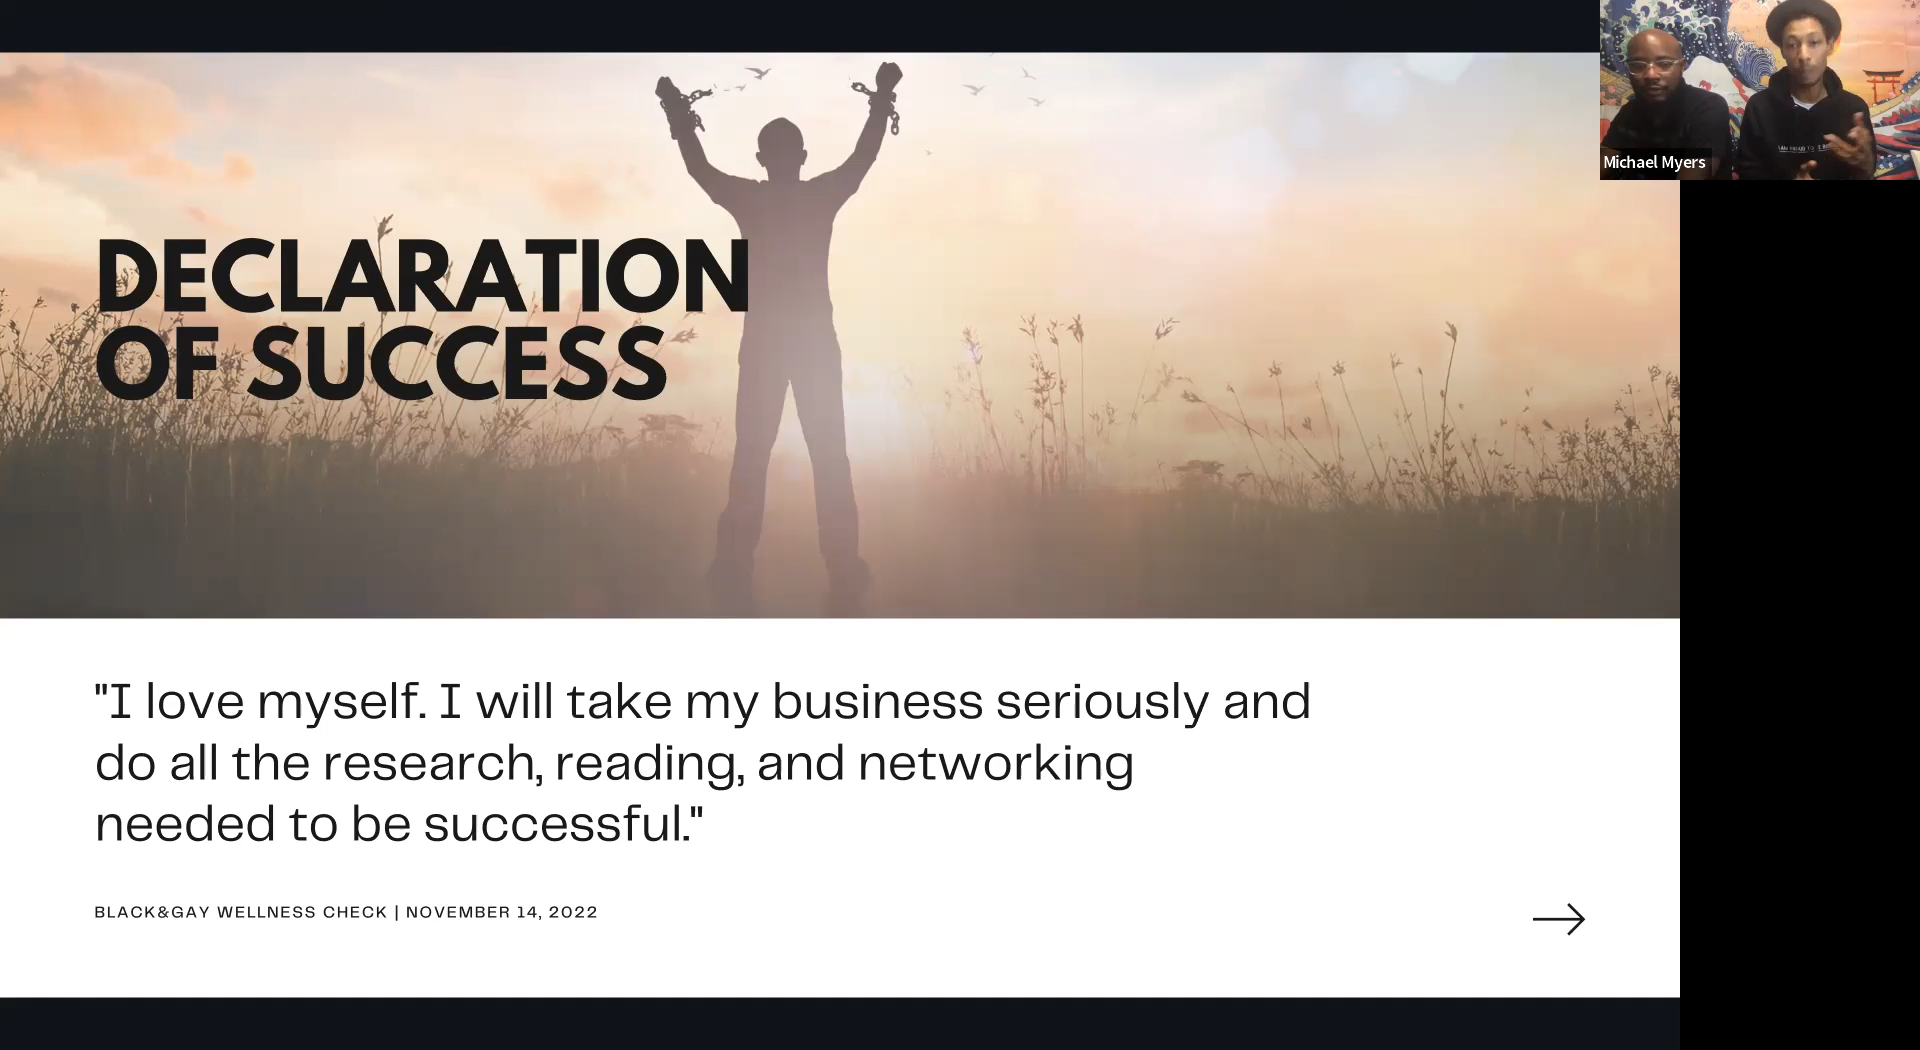 Michael Myers
DECLARATION
OF SUCCESS
"I love myself. I will take my business seriously and
do all the research, reading, and networking
needed to be successful."
BLACK&GAY WELLNESS CHECK | NOVEMBER 14, 2022